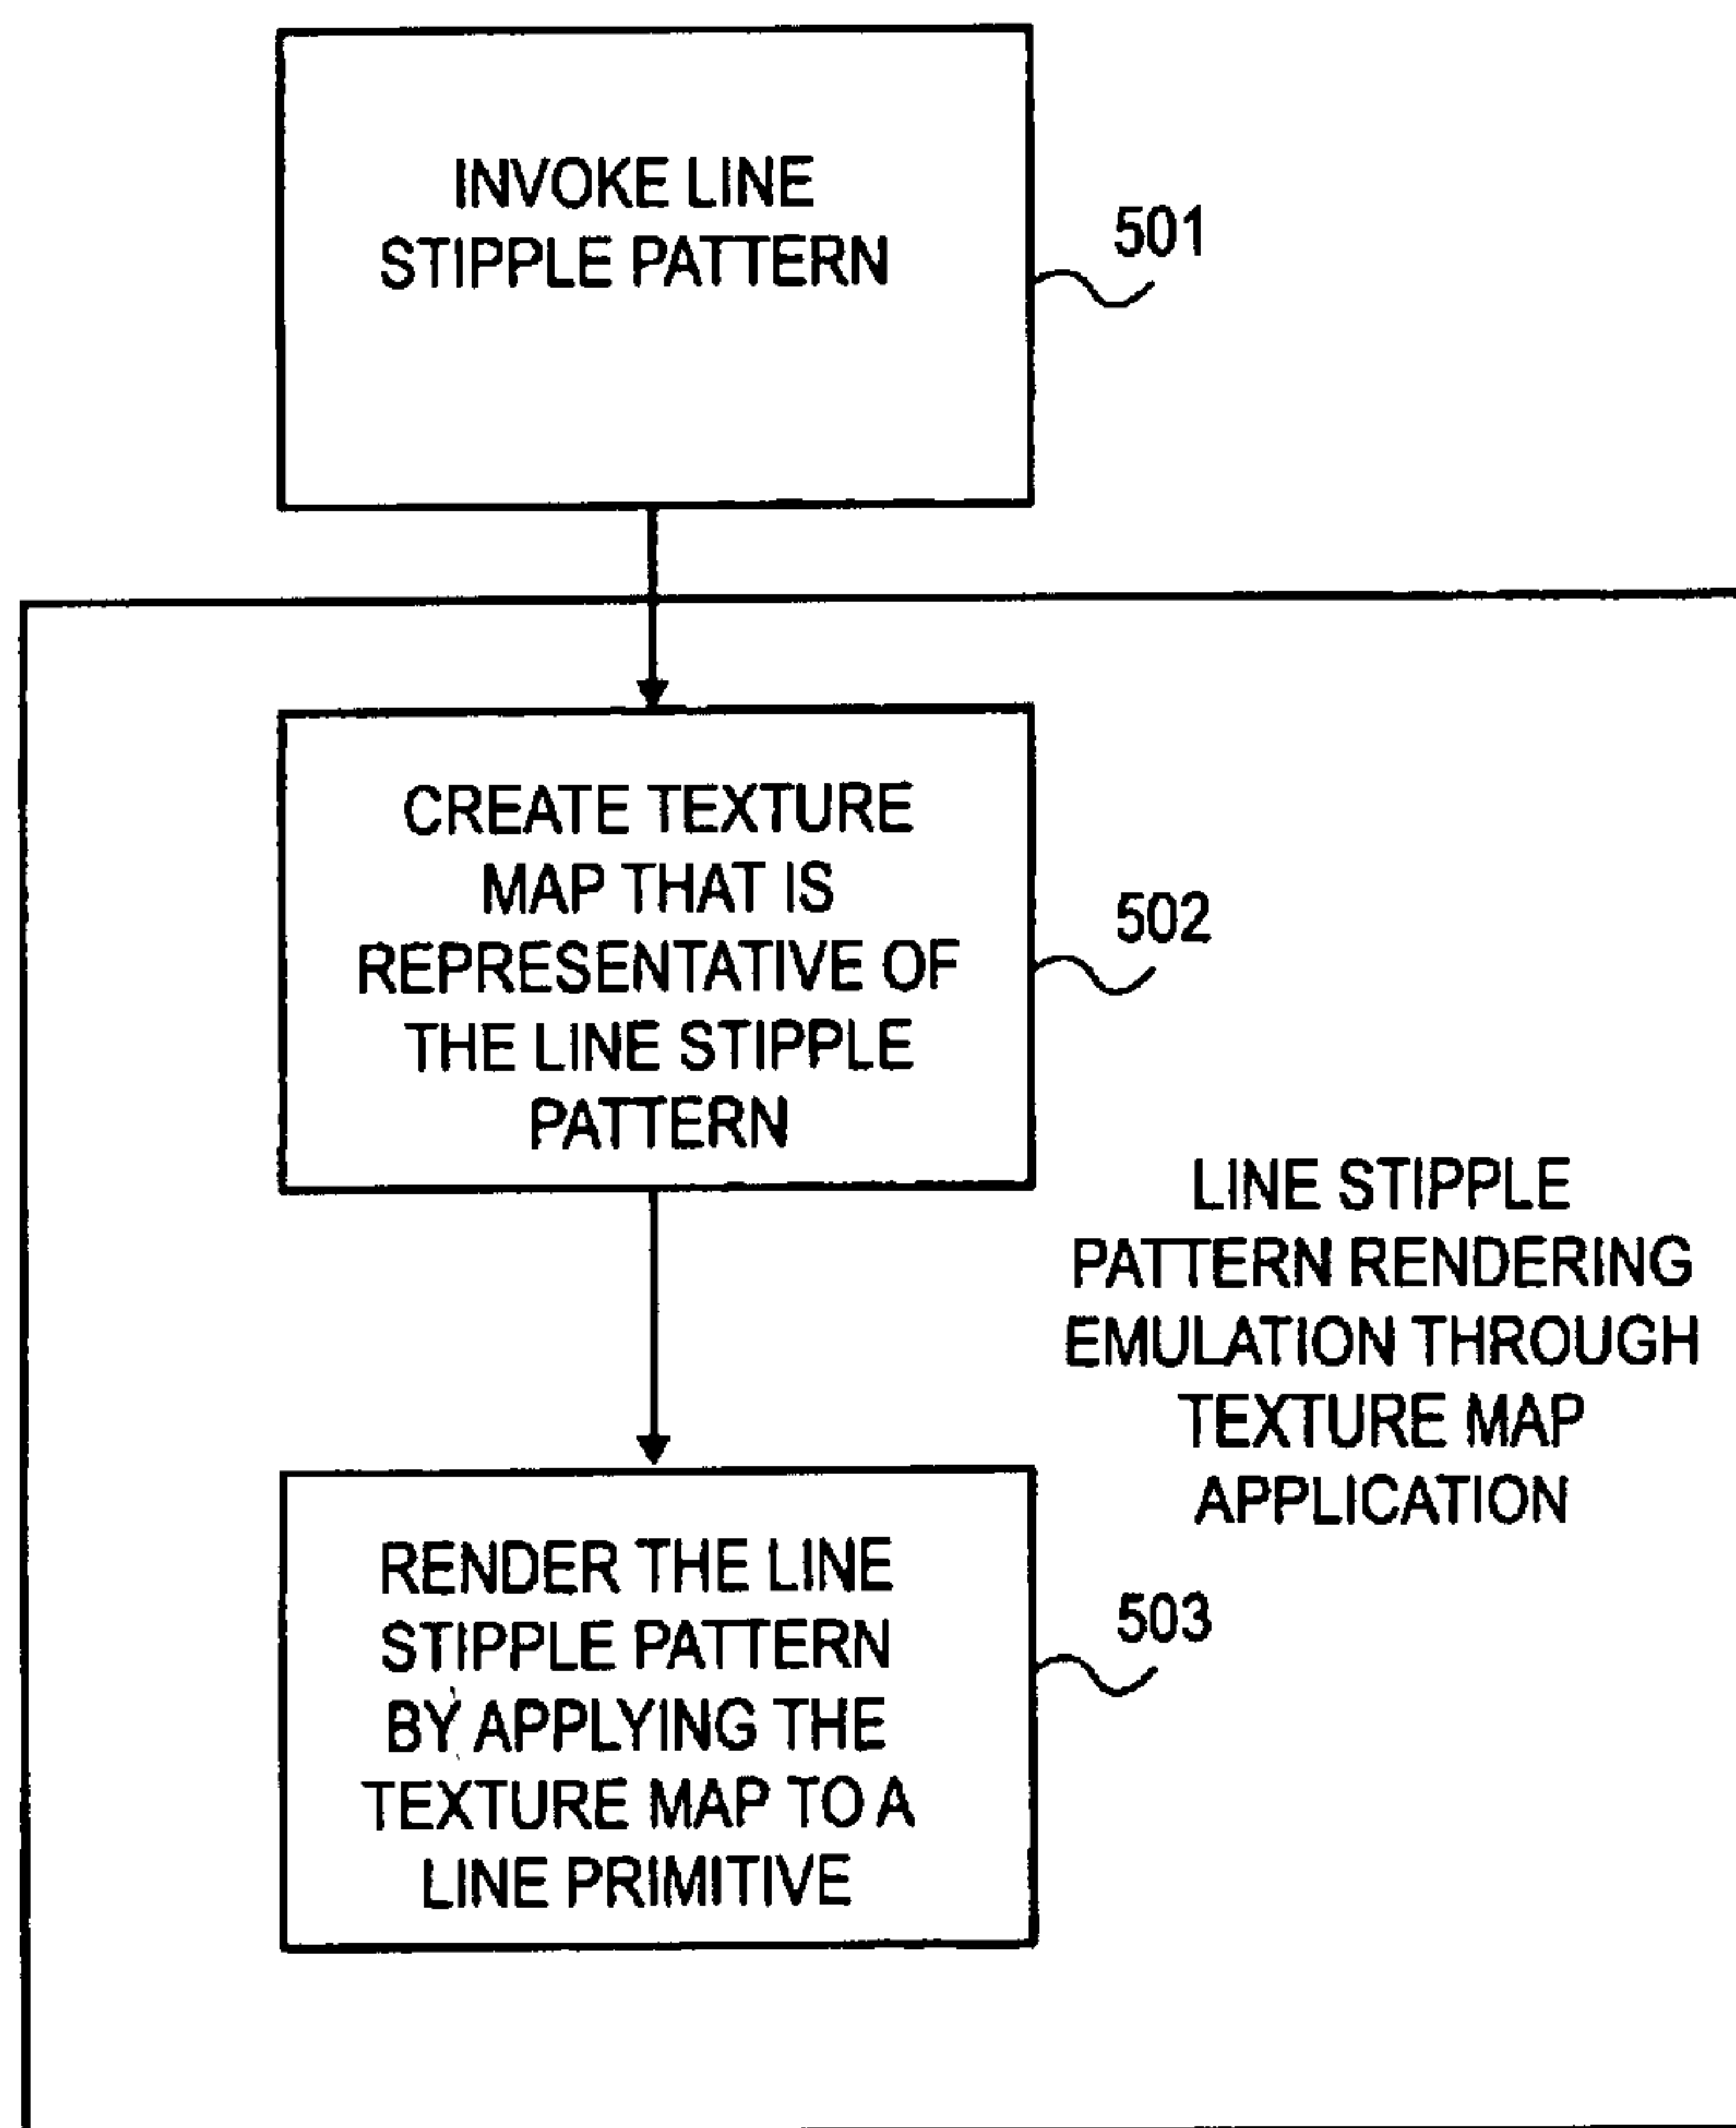 INVOKE LINE
STIPPLE PATTERN
501
CREATE TEXTURE
MAP THAT IS
REPRESENTATIVE OF
THE LINE STIPPLE
PATTERN
502
LINE STIPPLE
PATTERN RENDERING
EMULATION THROUGH
TEXTURE MAP
APPLICATION
RENDER THE LINE
STIPPLE PATTERN
BY APPLYING THE
TEXTURE MAP TO A
LINE PRIMITIVE
503